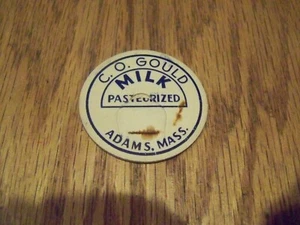 C. O. GOULD
MILK
PASTEURIZED
ADAMS, MASS.